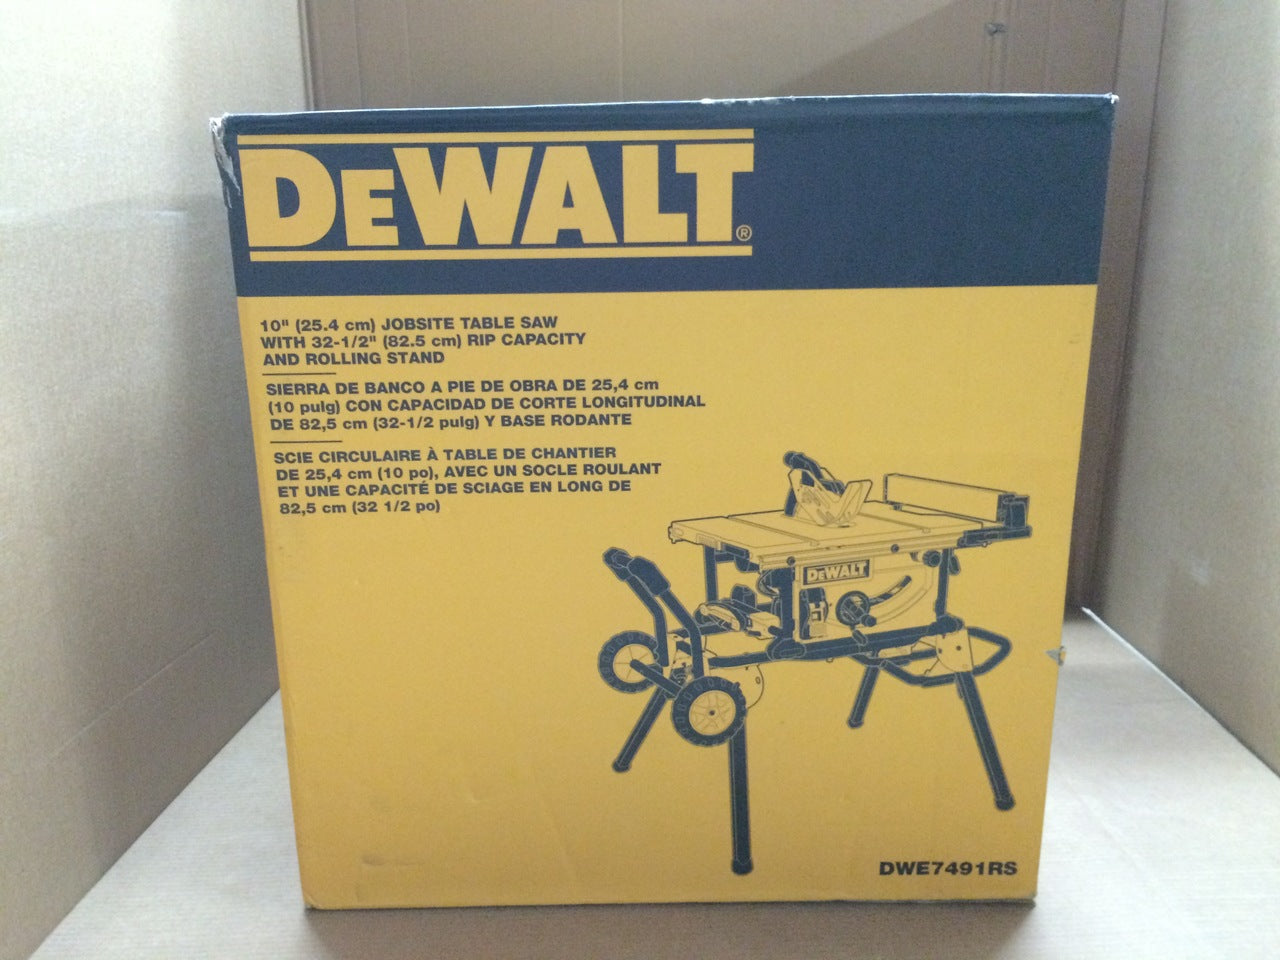 DEWALT®
10" (25.4 cm) JOBSITE TABLE SAW
WITH 32-1/2" (82.5 cm) RIP CAPACITY
AND ROLLING STAND
SIERRA DE BANCO A PIE DE OBRA DE 25,4 cm
(10 pulg) CON CAPACIDAD DE CORTE LONGITUDINAL
DE 82,5 cm (32-1/2 pulg) Y BASE RODANTE
SCIE CIRCULAIRE À TABLE DE CHANTIER
DE 25,4 cm (10 po), AVEC UN SOCLE ROULANT
ET UNE CAPACITÉ DE SCIAGE EN LONG DE
82,5 cm (32 1/2 po)
DEWALT
DWE7491RS